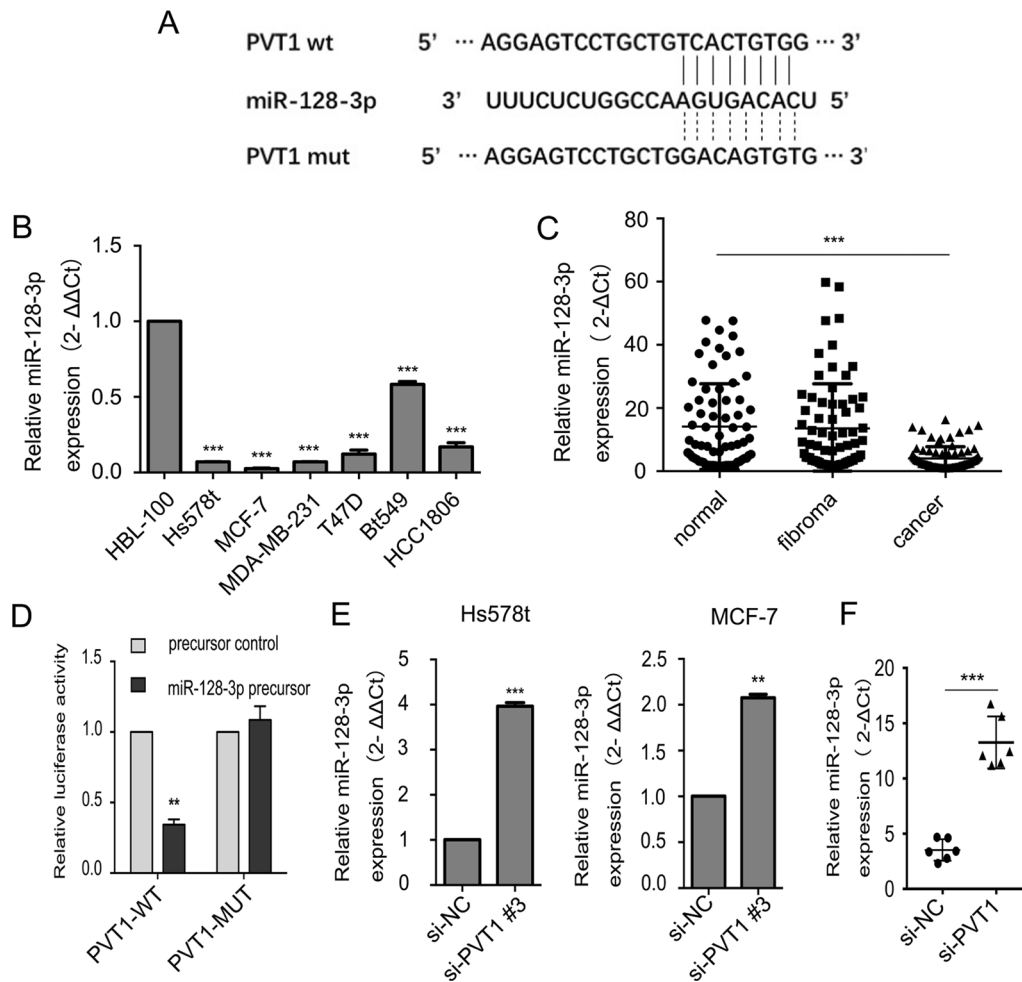 A
PVT1 wt 5’ ··· AGGAGTCCTGCTGTCACTGTGG ··· 3’
miR-128-3p 3’ UUUCUCUGGCCAAGUGACACU 5’
PVT1 mut 5’ ··· AGGAGTCCTGCTGGACAGTGTG ··· 3’
B
Relative miR-128-3p
expression (2- ΔΔCt)
1.5
1.0
0.5
0.0
***
***
***
***
***
***
HBL-100
Hs578t
MCF-7
MDA-MB-231
T47D
Bt549
HCC1806
C
Relative miR-128-3p
expression ( 2-ΔCt)
80
60
40
20
0
***
normal
fibroma
cancer
D
precursor control
miR-128-3p precursor
Relative luciferase activity
1.5
1.0
0.5
0.0
**
PVT1-WT
PVT1-MUT
E
Hs578t
Relative miR-128-3p
expression (2- ΔΔCt)
5
4
3
2
1
0
***
si-NC
si-PVT1 #3
MCF-7
Relative miR-128-3p
expression (2- ΔΔCt)
2.5
2.0
1.5
1.0
0.5
0.0
**
si-NC
si-PVT1 #3
F
Relative miR-128-3p
expression ( 2-ΔCt)
20
15
10
5
0
***
si-NC
si-PVT1